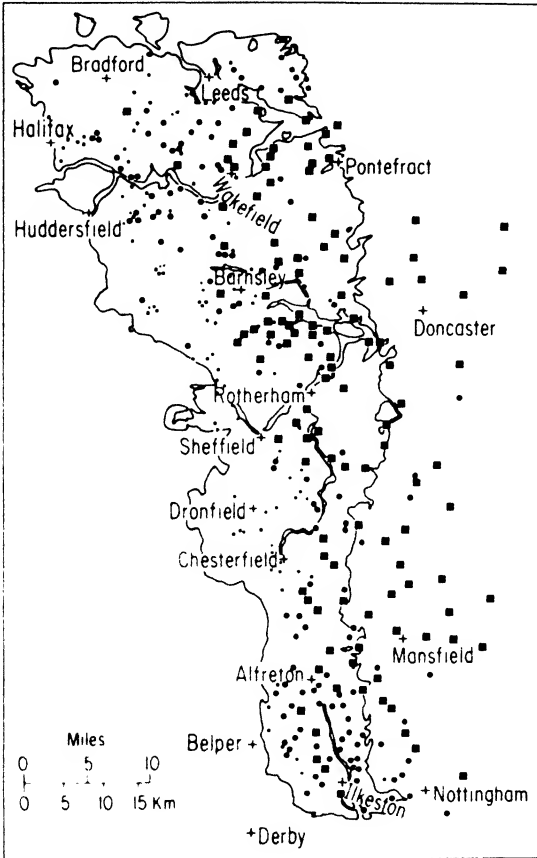 Bradford
Leeds
Halifax
Pontefract
Wakefield
Huddersfield
Barnsley
Doncaster
Rotherham
Sheffield
Dronfield
Chesterfield
Mansfield
Alfreton
Miles
0 5 10
0 5 10 15 Km
Belper
Ilkeston
Nottingham
Derby